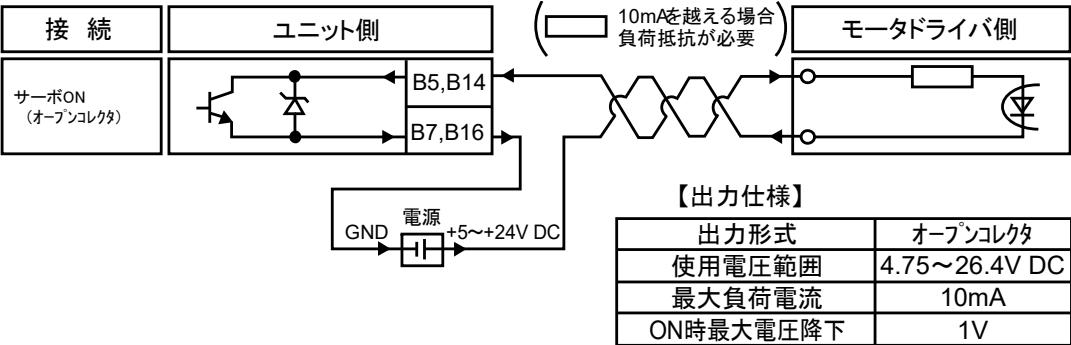 接 続
ユニット側
10mAを越える場合
負荷抵抗が必要
モータドライバ側
サーボON
（オープンコレクタ）
B5,B14
B7,B16
GND
電源
+5～+24V DC
【出力仕様】
出力形式 オープンコレクタ
使用電圧範囲 4.75～26.4V DC
最大負荷電流 10mA
ON時最大電圧降下 1V